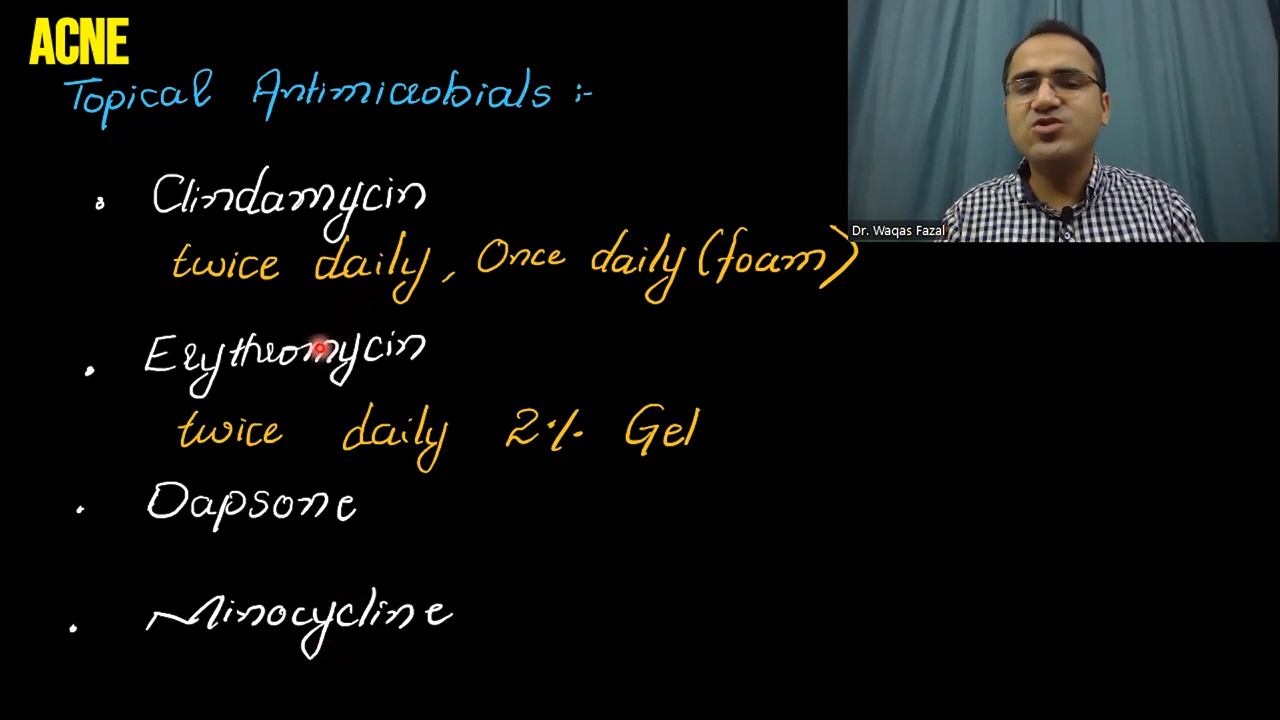 ACNE
Topical Antimicrobials :-
• Clindamycin
twice daily, Once daily (foam)
• Erythromycin
twice daily 2% Gel
• Dapsone
• Minocycline
Dr. Waqas Fazal